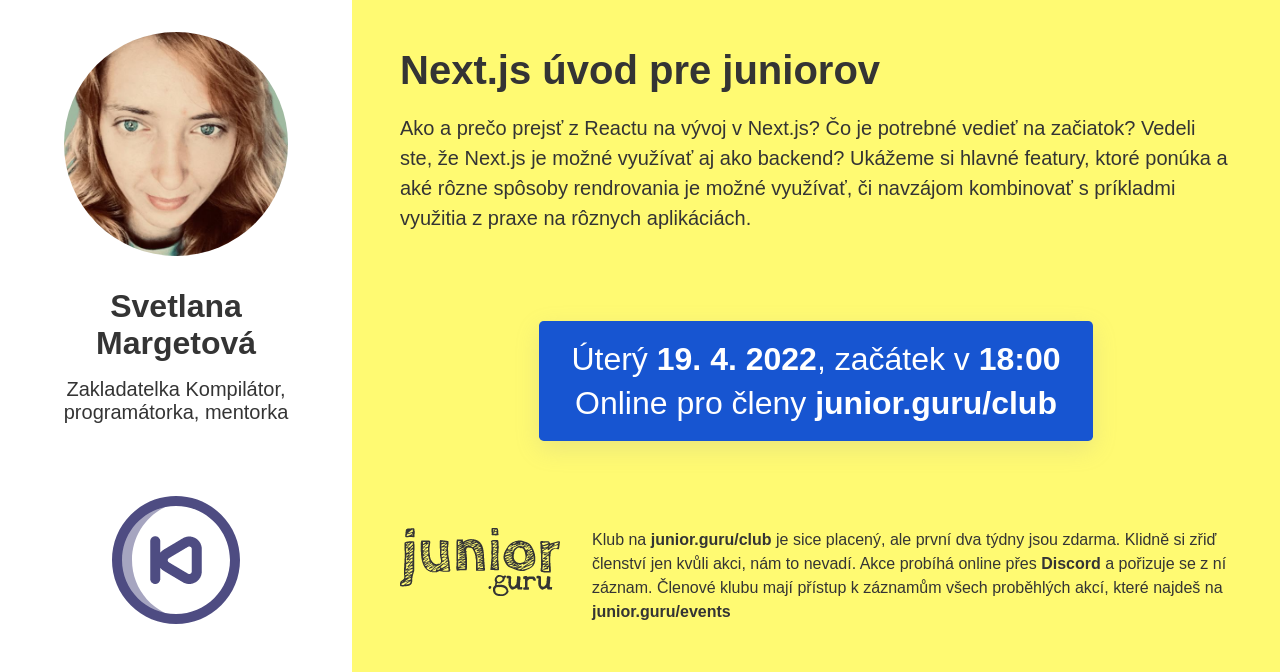 Svetlana
Margetová
Zakladatelka Kompilátor,
programátorka, mentorka
Next.js úvod pre juniorov
Ako a prečo prejsť z Reactu na vývoj v Next.js? Čo je potrebné vedieť na začiatok? Vedeli
ste, že Next.js je možné využívať aj ako backend? Ukážeme si hlavné featury, ktoré ponúka a
aké rôzne spôsoby rendrovania je možné využívať, či navzájom kombinovať s príkladmi
využitia z praxe na rôznych aplikáciách.
Úterý 19. 4. 2022, začátek v 18:00
Online pro členy junior.guru/club
junior
.guru
Klub na junior.guru/club je sice placený, ale první dva týdny jsou zdarma. Klidně si zřiď
členství jen kvůli akci, nám to nevadí. Akce probíhá online přes Discord a pořizuje se z ní
záznam. Členové klubu mají přístup k záznamům všech proběhlých akcí, které najdeš na
junior.guru/events